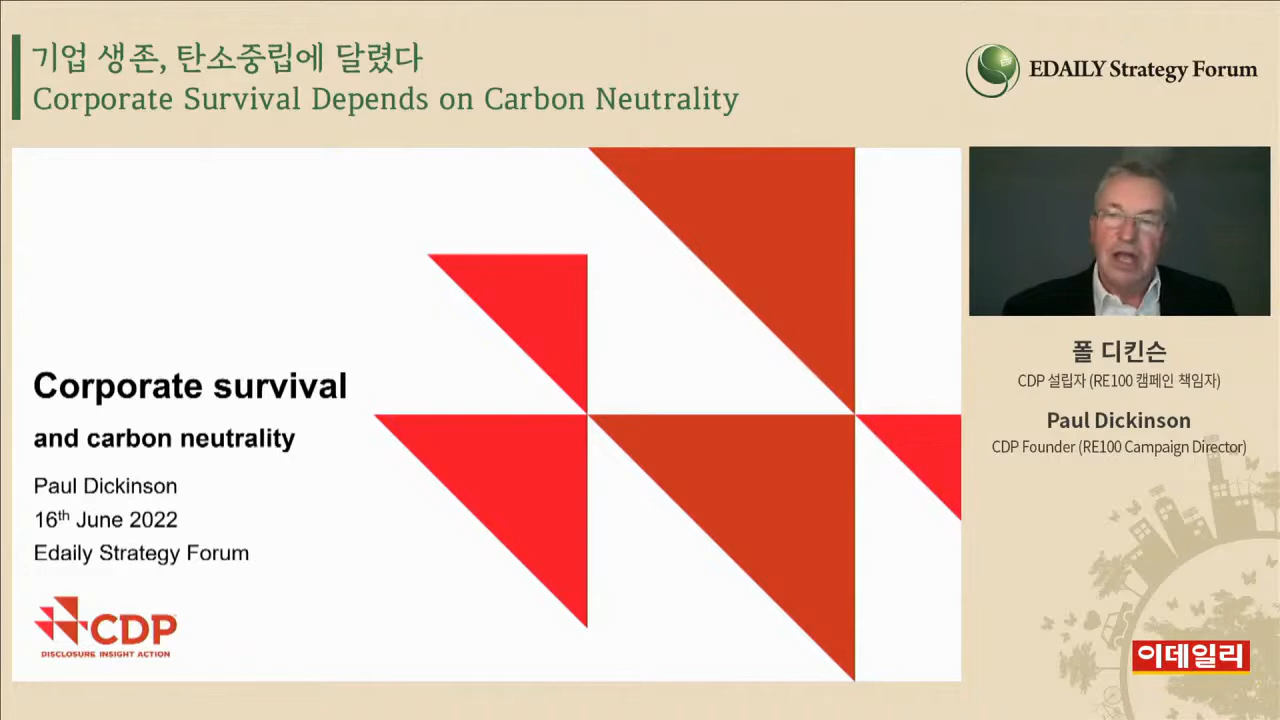 기업 생존, 탄소중립에 달렸다
Corporate Survival Depends on Carbon Neutrality
EDAILY Strategy Forum
Corporate survival
and carbon neutrality
Paul Dickinson
16th June 2022
Edaily Strategy Forum
CDP
DISCLOSURE INSIGHT ACTION
폴 디킨슨
CDP 설립자 (RE100 캠페인 책임자)
Paul Dickinson
CDP Founder (RE100 Campaign Director)
이데일리